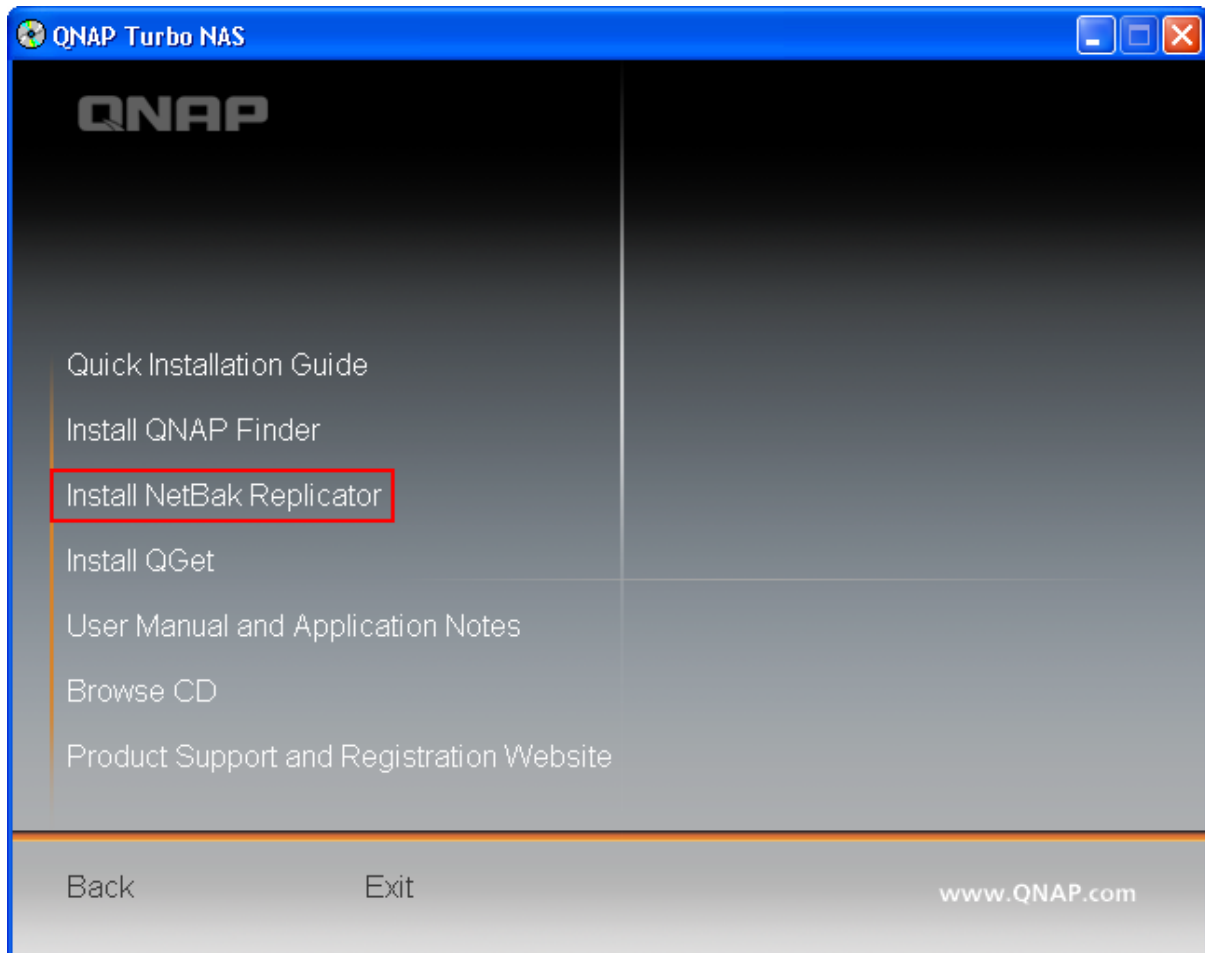 QNAP Turbo NAS
QNAP
Quick Installation Guide
Install QNAP Finder
Install NetBak Replicator
Install QGet
User Manual and Application Notes
Browse CD
Product Support and Registration Website
Back Exit www.QNAP.com